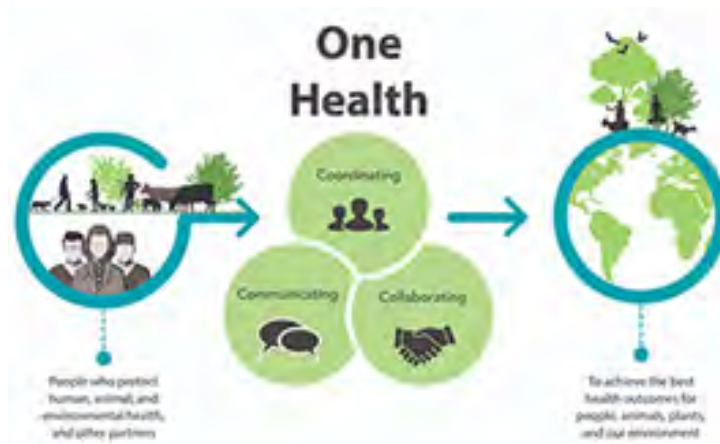 One
Health
Coordinating
Communicating
Collaborating
People who protect
human, animal, and
environmental health,
and other partners
To achieve the best
health outcomes for
people, animals, plants,
and our environment